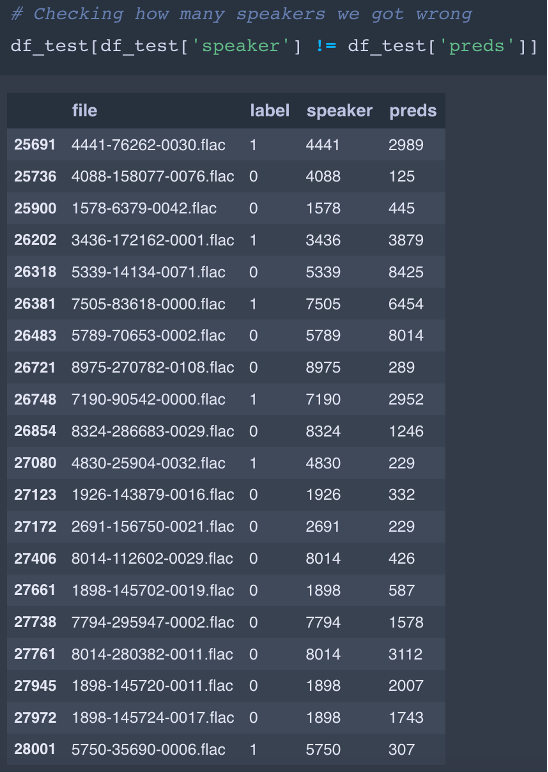 # Checking how many speakers we got wrong
df_test[df_test['speaker'] != df_test['preds']]
file label speaker preds
25691 4441-76262-0030.flac 1 4441 2989
25736 4088-158077-0076.flac 0 4088 125
25900 1578-6379-0042.flac 0 1578 445
26202 3436-172162-0001.flac 1 3436 3879
26318 5339-14134-0071.flac 0 5339 8425
26381 7505-83618-0000.flac 1 7505 6454
26483 5789-70653-0002.flac 0 5789 8014
26721 8975-270782-0108.flac 0 8975 289
26748 7190-90542-0000.flac 1 7190 2952
26854 8324-286683-0029.flac 0 8324 1246
27080 4830-25904-0032.flac 1 4830 229
27123 1926-143879-0016.flac 0 1926 332
27172 2691-156750-0021.flac 0 2691 229
27406 8014-112602-0029.flac 0 8014 426
27661 1898-145702-0019.flac 0 1898 587
27738 7794-295947-0002.flac 0 7794 1578
27761 8014-280382-0011.flac 0 8014 3112
27945 1898-145720-0011.flac 0 1898 2007
27972 1898-145724-0017.flac 0 1898 1743
28001 5750-35690-0006.flac 1 5750 307